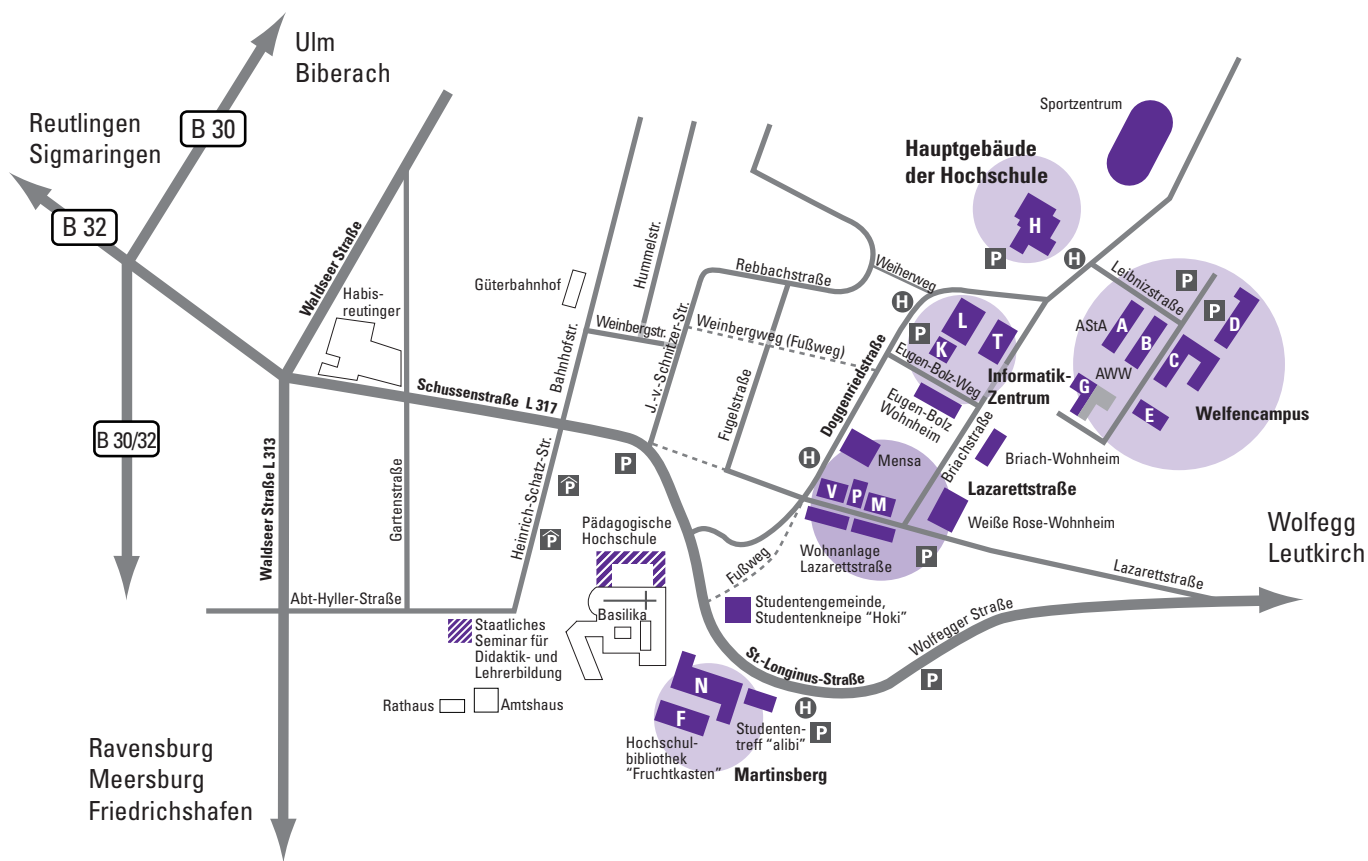 Ulm
Biberach
Reutlingen
Sigmaringen
B 30
B 32
B 30/32
Waldseer Straße
Habis-
reutinger
Güterbahnhof
Bahnhofstr.
Hummelstr.
Weinbergstr.
J.-v.-Schnitzer-Str.
Rebbachstraße
Weinbergweg (Fußweg)
Fugelstraße
Weiherweg
Doggenriedstraße
Schussenstraße L 317
Waldseer Straße L 313
Gartenstraße
Heinrich-Schatz-Str.
Abt-Hyller-Straße
Sportzentrum
Hauptgebäude
der Hochschule
H
P
H
Leibnizstraße
P
P
AStA
A
B
C
D
G
AWW
E
Welfencampus
H
P
L
K
T
Eugen-Bolz-Weg
Informatik-
Zentrum
Eugen-Bolz
Wohnheim
Briachstraße
Briach-Wohnheim
H
Mensa
V
P
M
Lazarettstraße
Weiße Rose-Wohnheim
Wohnanlage
Lazarettstraße
P
Lazarettstraße
Wolfegg
Leutkirch
P
P
P
Pädagogische
Hochschule
Fußweg
Basilika
Staatliches
Seminar für
Didaktik- und
Lehrerbildung
Studentengemeinde,
Studentenkneipe "Hoki"
Wolfegger Straße
St.-Longinus-Straße
P
Rathaus
Amtshaus
N
F
H
P
Studenten-
treff "alibi"
Hochschul-
bibliothek
"Fruchtkasten"
Martinsberg
Ravensburg
Meersburg
Friedrichshafen